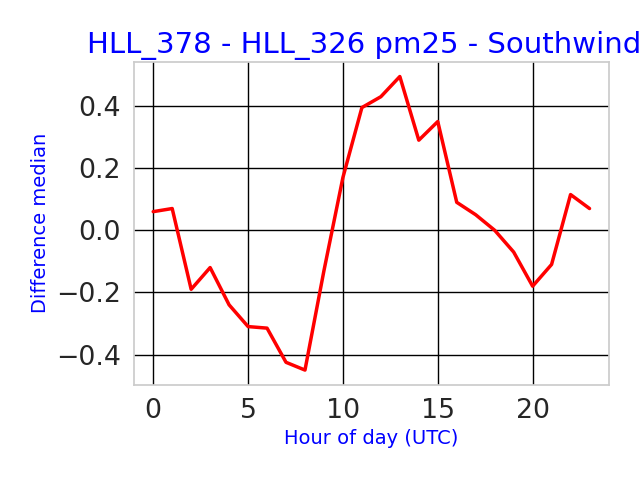 HLL_378 - HLL_326 pm25 - Southwind
Difference median
0.4
0.2
0.0
−0.2
−0.4
0 5 10 15 20
Hour of day (UTC)